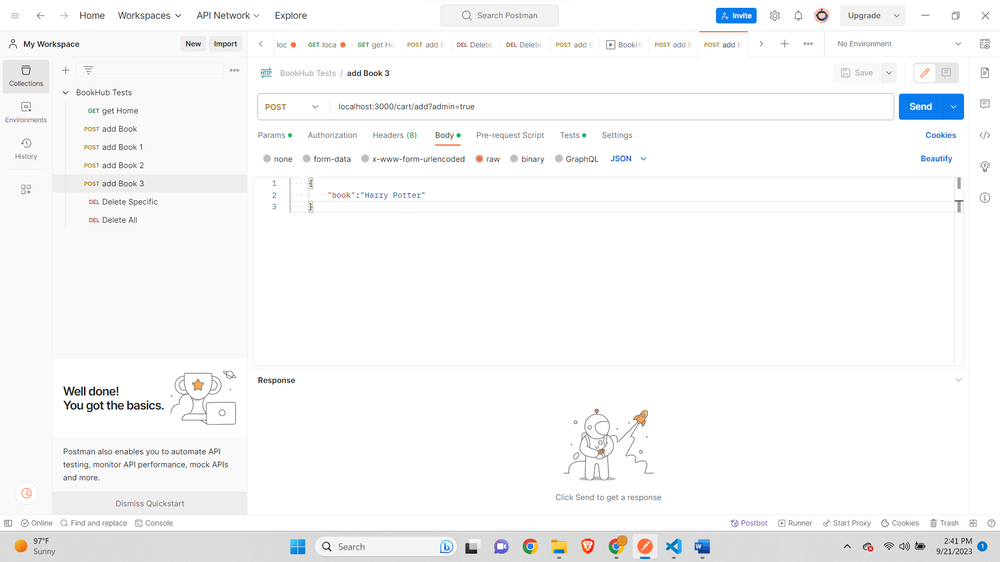 Home Workspaces API Network Explore Search Postman Invite Upgrade
My Workspace New Import loc GET loca GET get Ho POST add B DEL Delete DEL Delete POST add B BookHu POST add B POST add B No Environment
Collections
Environments
History
BookHub Tests
GET get Home
POST add Book
POST add Book 1
POST add Book 2
POST add Book 3
DEL Delete Specific
DEL Delete All
HTTP BookHub Tests / add Book 3 Save
POST localhost:3000/cart/add?admin=true Send
Params Authorization Headers (8) Body Pre-request Script Tests Settings Cookies
none form-data x-www-form-urlencoded raw binary GraphQL JSON Beautify
1 {
2 "book":"Harry Potter"
3 }
Well done!
You got the basics.
Postman also enables you to automate API
testing, monitor API performance, mock APIs
and more.
Dismiss Quickstart
Response
Click Send to get a response
Online Find and replace Console Postbot Runner Start Proxy Cookies Trash
97°F
Sunny
Search
W
2:41 PM
9/21/2023
1